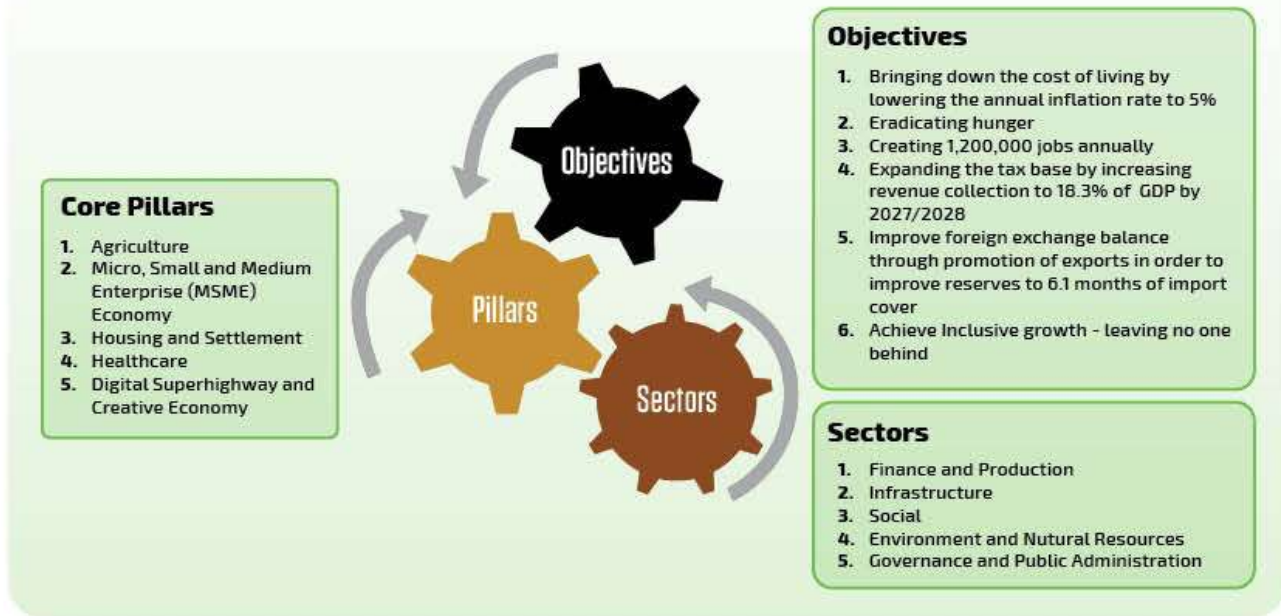 Core Pillars
1. Agriculture
2. Micro, Small and Medium
Enterprise (MSME)
Economy
3. Housing and Settlement
4. Healthcare
5. Digital Superhighway and
Creative Economy
Objectives
Pillars
Sectors
Objectives
1. Bringing down the cost of living by
lowering the annual inflation rate to 5%
2. Eradicating hunger
3. Creating 1,200,000 jobs annually
4. Expanding the tax base by increasing
revenue collection to 18.3% of GDP by
2027/2028
5. Improve foreign exchange balance
through promotion of exports in order to
improve reserves to 6.1 months of import
cover
6. Achieve Inclusive growth - leaving no one
behind
Sectors
1. Finance and Production
2. Infrastructure
3. Social
4. Environment and Nutural Resources
5. Governance and Public Administration